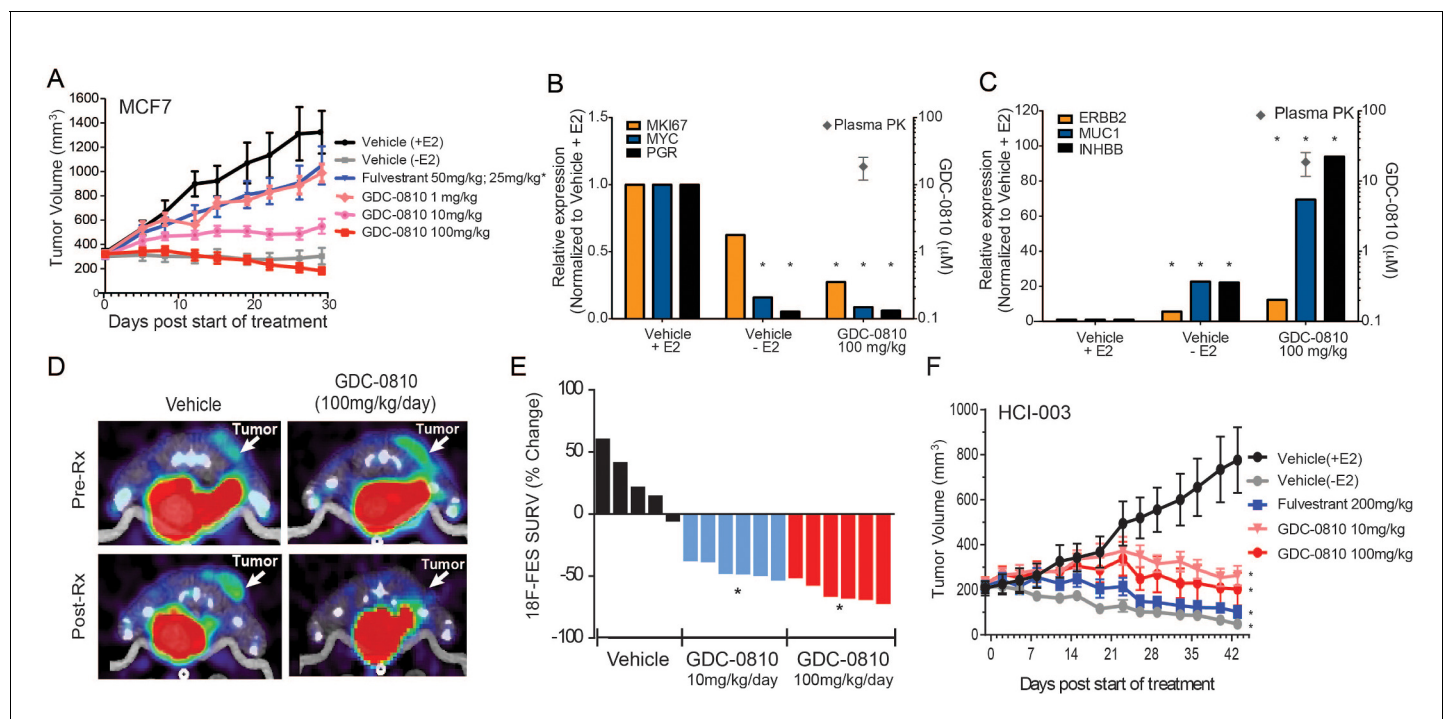 A
MCF7
Tumor Volume (mm3)
1600
1400
1200
1000
800
600
400
200
0
10
20
30
Days post start of treatment
Vehicle (+E2)
Vehicle (-E2)
Fulvestrant 50mg/kg; 25mg/kg*
GDC-0810 1 mg/kg
GDC-0810 10mg/kg
GDC-0810 100mg/kg
B
Relative expression
(Normalized to Vehicle + E2)
1.5
1.0
0.5
0.0
MKI67
MYC
PGR
Plasma PK
* * * * *
100
10
1
0.1
GDC-0810 (μM)
Vehicle
+ E2
Vehicle
- E2
GDC-0810
100 mg/kg
C
Relative expression
(Normalized to Vehicle + E2)
120
100
80
60
40
20
0
ERBB2
MUC1
INHBB
Plasma PK
* * *
* * *
100
10
1
0.1
GDC-0810 (μM)
Vehicle
+ E2
Vehicle
- E2
GDC-0810
100 mg/kg
D
Vehicle
GDC-0810
(100mg/kg/day)
Pre-Rx
Tumor
Tumor
Post-Rx
Tumor
Tumor
E
18F-FES SURV (% Change)
100
50
0
-50
-100
*
*
Vehicle
GDC-0810
10mg/kg/day
GDC-0810
100mg/kg/day
F
HCI-003
Tumor Volume (mm3)
1000
800
600
400
200
0
0 7 14 21 28 35 42
Days post start of treatment
Vehicle(+E2)
Vehicle(-E2)
Fulvestrant 200mg/kg
GDC-0810 10mg/kg
GDC-0810 100mg/kg
*
*
*
*